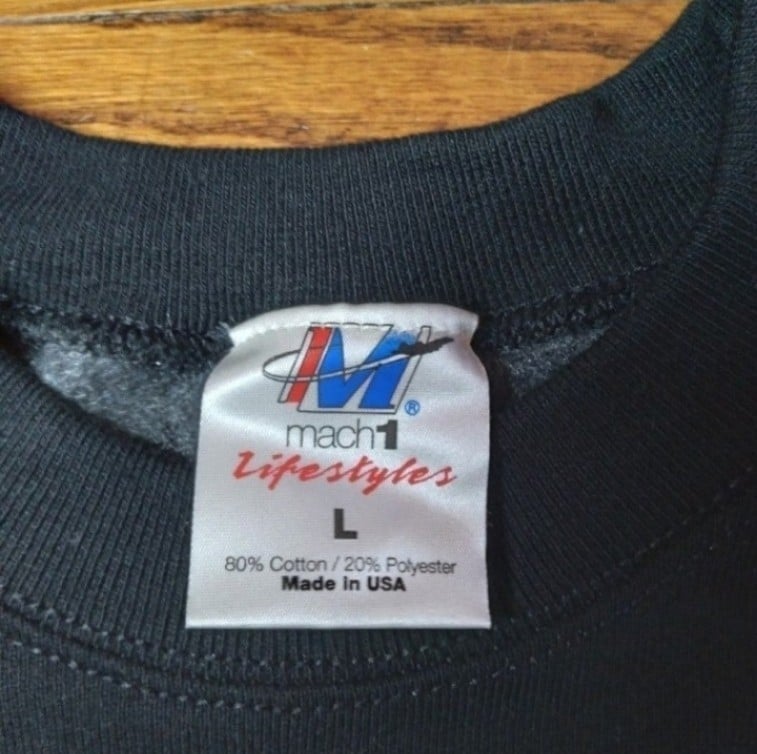 M®
mach1
Lifestyles
L
80% Cotton / 20% Polyester
Made in USA